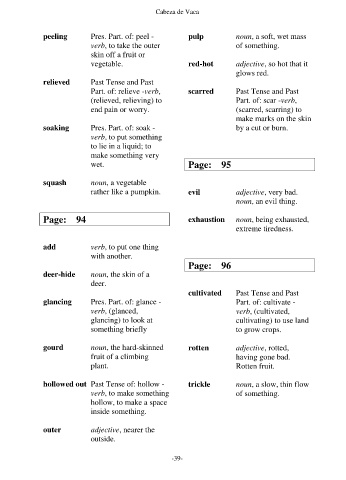 Cabeza de Vaca
peeling Pres. Part. of: peel -
verb, to take the outer
skin off a fruit or
vegetable.
relieved Past Tense and Past
Part. of: relieve -verb,
(relieved, relieving) to
end pain or worry.
soaking Pres. Part. of: soak -
verb, to put something
to lie in a liquid; to
make something very
wet.
squash noun, a vegetable
rather like a pumpkin.
Page: 94
add verb, to put one thing
with another.
deer-hide noun, the skin of a
deer.
glancing Pres. Part. of: glance -
verb, (glanced,
glancing) to look at
something briefly
gourd noun, the hard-skinned
fruit of a climbing
plant.
hollowed out Past Tense of: hollow -
verb, to make something
hollow, to make a space
inside something.
outer adjective, nearer the
outside.
pulp noun, a soft, wet mass
of something.
red-hot adjective, so hot that it
glows red.
scarred Past Tense and Past
Part. of: scar -verb,
(scarred, scarring) to
make marks on the skin
by a cut or burn.
Page: 95
evil adjective, very bad.
noun, an evil thing.
exhaustion noun, being exhausted,
extreme tiredness.
Page: 96
cultivated Past Tense and Past
Part. of: cultivate -
verb, (cultivated,
cultivating) to use land
to grow crops.
rotten adjective, rotted,
having gone bad.
Rotten fruit.
trickle noun, a slow, thin flow
of something.
-39-